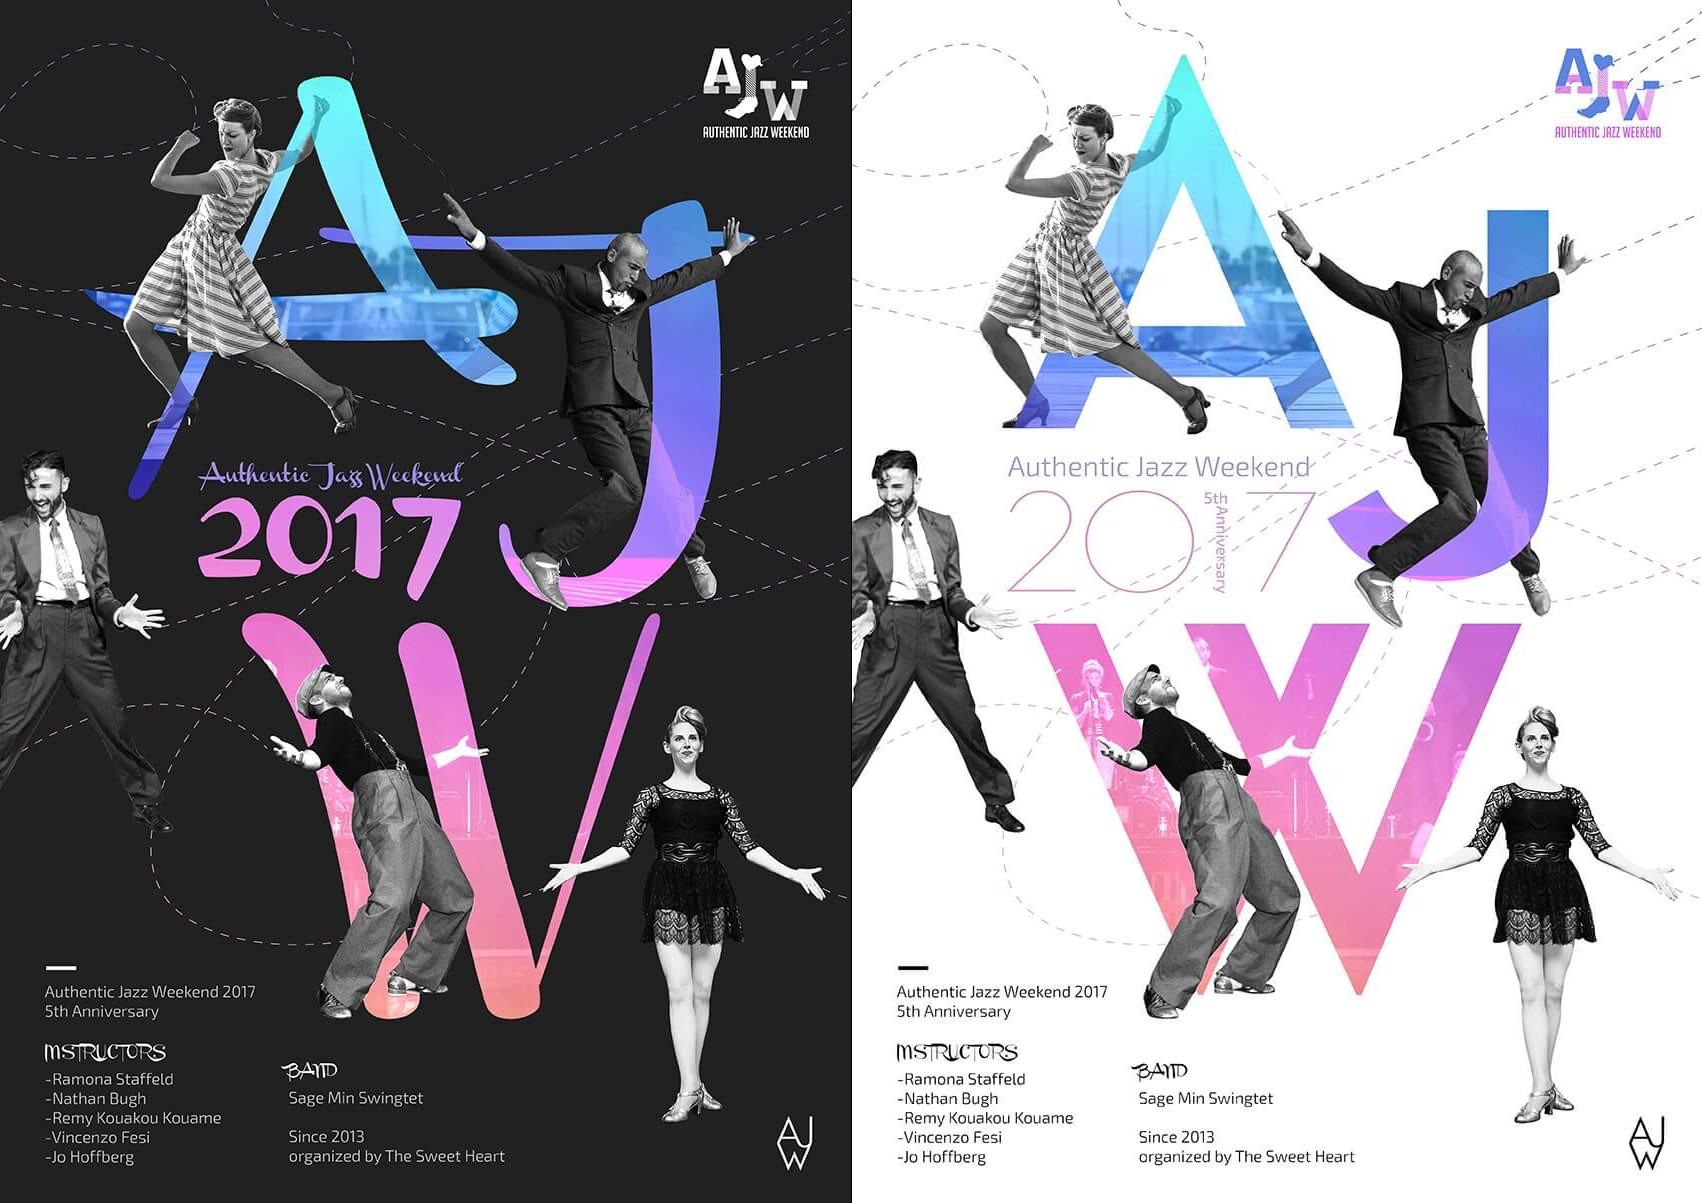 AJW
AUTHENTIC JAZZ WEEKEND
AJ
Authentic Jazz Weekend
2017
W
Authentic Jazz Weekend 2017
5th Anniversary
INSTRUCTORS
-Ramona Staffeld
-Nathan Bugh
-Remy Kouakou Kouame
-Vincenzo Fesi
-Jo Hoffberg
BAND
Sage Min Swingtet
Since 2013
organized by The Sweet Heart
AJW
AJW
AUTHENTIC JAZZ WEEKEND
AJ
Authentic Jazz Weekend
2017
5th Anniversary
W
Authentic Jazz Weekend 2017
5th Anniversary
INSTRUCTORS
-Ramona Staffeld
-Nathan Bugh
-Remy Kouakou Kouame
-Vincenzo Fesi
-Jo Hoffberg
BAND
Sage Min Swingtet
Since 2013
organized by The Sweet Heart
AJW